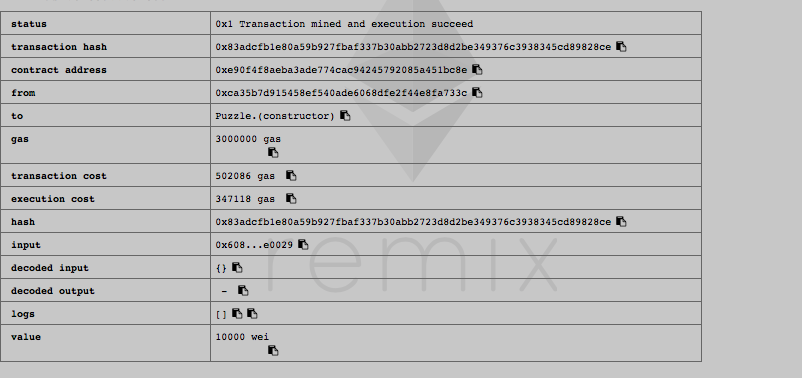 status 0x1 Transaction mined and execution succeed
transaction hash 0x83adcfb1e80a59b927fbaf337b30abb2723d8d2be349376c3938345cd89828ce
contract address 0xe90f4f8aeba3ade774cac94245792085a451bc8e
from 0xca35b7d915458ef540ade6068dfe2f44e8fa733c
to Puzzle.(constructor)
gas 3000000 gas
transaction cost 502086 gas
execution cost 347118 gas
hash 0x83adcfb1e80a59b927fbaf337b30abb2723d8d2be349376c3938345cd89828ce
input 0x608...e0029
decoded input {}
decoded output -
logs []
value 10000 wei
remix